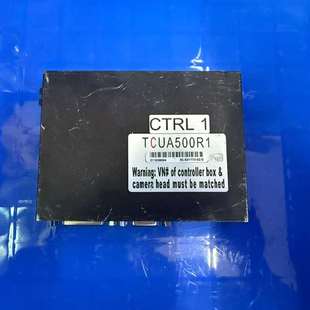 CTRL 1
TCUA500R1
Warning: VN# of controller box &
camera head must be matched